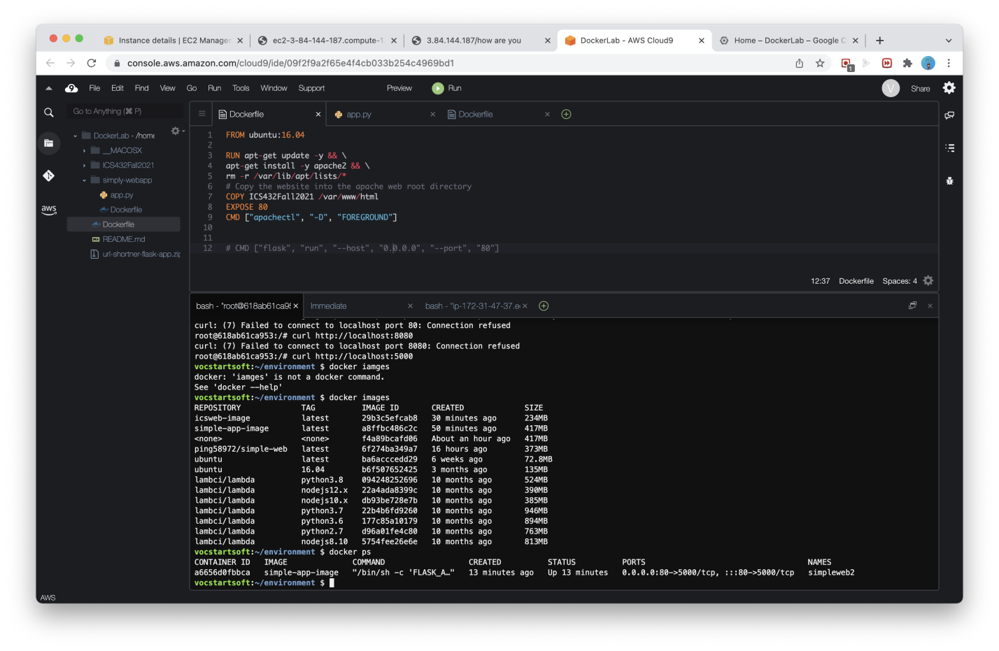 Instance details | EC2 Manager
ec2-3-84-144-187.compute-1
3.84.144.187/how are you
DockerLab - AWS Cloud9
Home – DockerLab – Google C
console.aws.amazon.com/cloud9/ide/09f2f9a2f65e4f4cb033b254c4969bd1
1
9 File Edit Find View Go Run Tools Window Support Preview Run V Share
Go to Anything (⌘ P)
DockerLab - /home
__MACOSX
ICS432Fall2021
simply-webapp
app.py
Dockerfile
Dockerfile
README.md
url-shortner-flask-app.zip
aws
Dockerfile
app.py
Dockerfile
1 FROM ubuntu:16.04
2
3 RUN apt-get update -y && \
4 apt-get install -y apache2 && \
5 rm -r /var/lib/apt/lists/*
6 # Copy the website into the apache web root directory
7 COPY ICS432Fall2021 /var/www/html
8 EXPOSE 80
9 CMD ["apachectl", "-D", "FOREGROUND"]
10
11
12 # CMD ["flask", "run", "--host", "0.0.0.0", "--port", "80"]
12:37 Dockerfile Spaces: 4
bash - "root@618ab61ca95
Immediate
bash - "ip-172-31-47-37.e
curl: (7) Failed to connect to localhost port 80: Connection refused
root@618ab61ca953:/# curl http://localhost:8080
curl: (7) Failed to connect to localhost port 8080: Connection refused
root@618ab61ca953:/# curl http://localhost:5000
vocstartsoft:~/environment $ docker iamges
docker: 'iamges' is not a docker command.
See 'docker --help'
vocstartsoft:~/environment $ docker images
REPOSITORY TAG IMAGE ID CREATED SIZE
icsweb-image latest 29b3c5efcab8 30 minutes ago 234MB
simple-app-image latest a8ffbc486c2c 50 minutes ago 417MB
<none> <none> f4a89bcafd06 About an hour ago 417MB
ping58972/simple-web latest 6f274ba349a7 16 hours ago 373MB
ubuntu latest ba6acccedd29 6 weeks ago 72.8MB
ubuntu 16.04 b6f507652425 3 months ago 135MB
lambci/lambda python3.8 094248252696 10 months ago 524MB
lambci/lambda nodejs12.x 22a4ada8399c 10 months ago 390MB
lambci/lambda nodejs10.x db93be728e7b 10 months ago 385MB
lambci/lambda python3.7 22b4b6fd9260 10 months ago 946MB
lambci/lambda python3.6 177c85a10179 10 months ago 894MB
lambci/lambda python2.7 d96a01fe4c80 10 months ago 763MB
lambci/lambda nodejs8.10 5754fee26e6e 10 months ago 813MB
vocstartsoft:~/environment $ docker ps
CONTAINER ID IMAGE COMMAND CREATED STATUS PORTS NAMES
a6656d0fbbca simple-app-image "/bin/sh -c 'FLASK_A…" 13 minutes ago Up 13 minutes 0.0.0.0:80->5000/tcp, :::80->5000/tcp simpleweb2
vocstartsoft:~/environment $
AWS